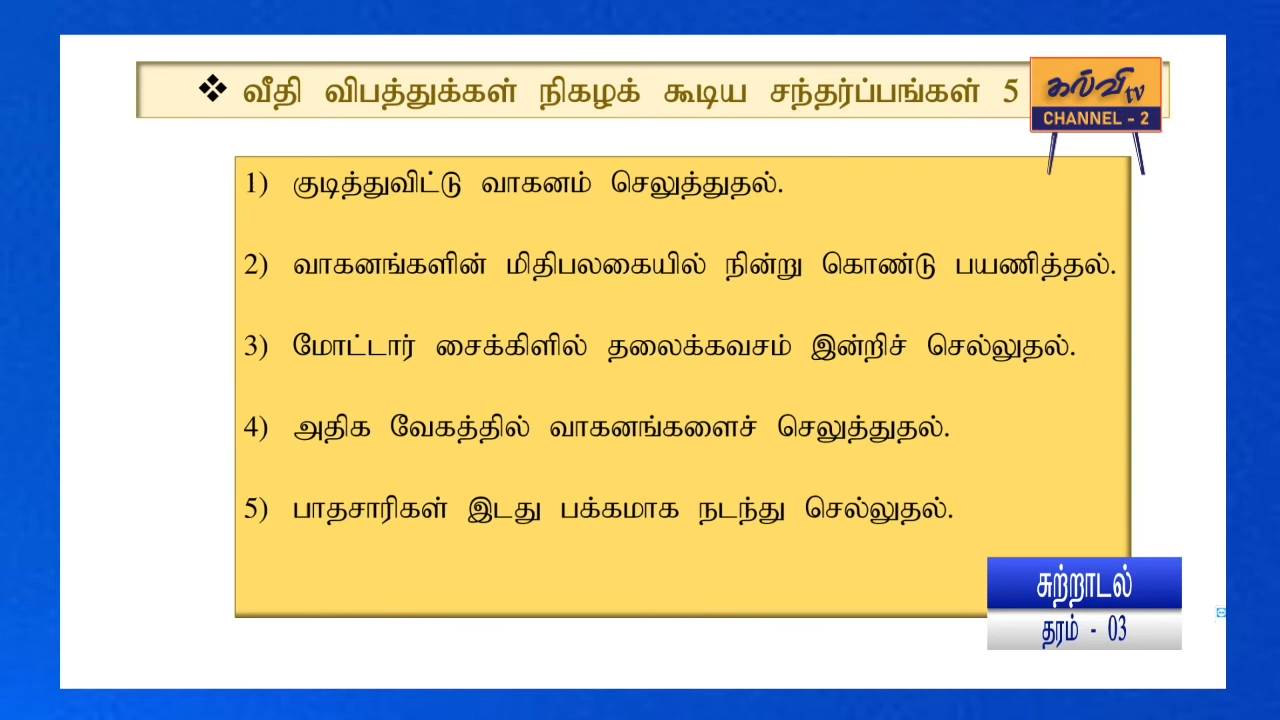 ❖ வீதி விபத்துக்கள் நிகழக் கூடிய சந்தர்ப்பங்கள் 5
கல்வி tv
CHANNEL - 2
1) குடித்துவிட்டு வாகனம் செலுத்துதல்.
2) வாகனங்களின் மிதிபலகையில் நின்று கொண்டு பயணித்தல்.
3) மோட்டார் சைக்கிளில் தலைக்கவசம் இன்றிச் செல்லுதல்.
4) அதிக வேகத்தில் வாகனங்களைச் செலுத்துதல்.
5) பாதசாரிகள் இடது பக்கமாக நடந்து செல்லுதல்.
சுற்றாடல்
தரம் - 03